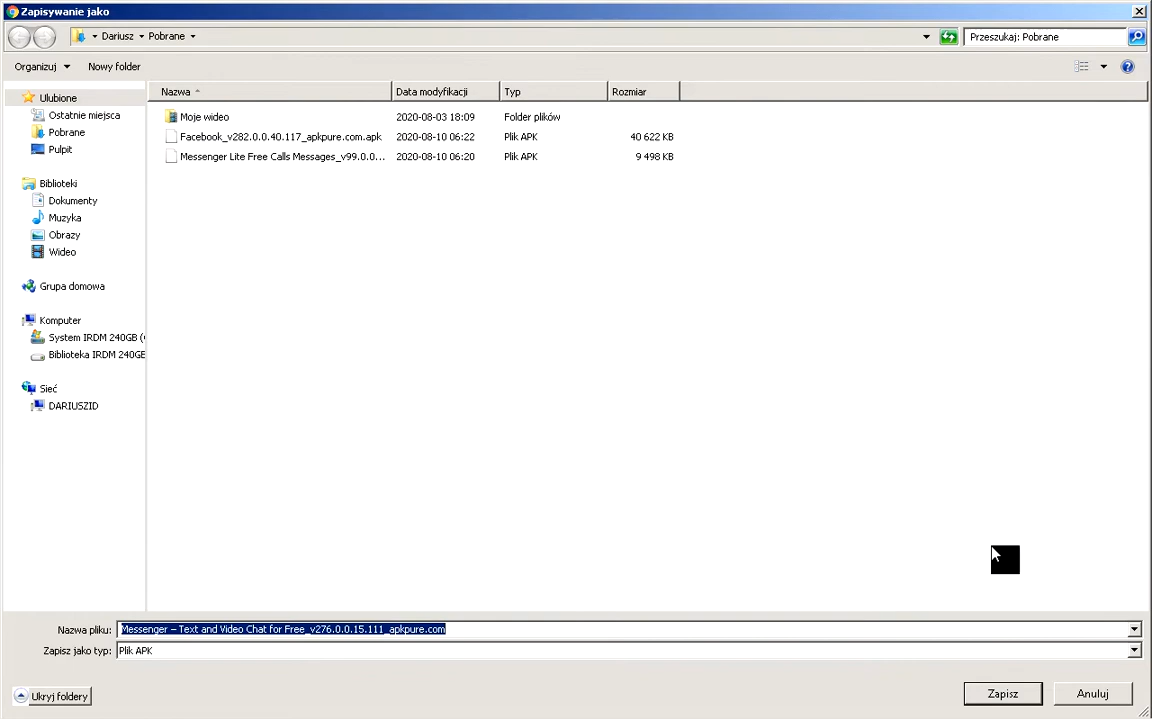 Zapisywanie jako
Dariusz Pobrane
Przeszukaj: Pobrane
Organizuj Nowy folder
Nazwa Data modyfikacji Typ Rozmiar
Moje wideo 2020-08-03 18:09 Folder plików
Facebook_v282.0.0.40.117_apkpure.com.apk 2020-08-10 06:22 Plik APK 40 622 KB
Messenger Lite Free Calls Messages_v99.0.0... 2020-08-10 06:20 Plik APK 9 498 KB
Ulubione
Ostatnie miejsca
Pobrane
Pulpit
Biblioteki
Dokumenty
Muzyka
Obrazy
Wideo
Grupa domowa
Komputer
System IRDM 240GB (
Biblioteka IRDM 240GB
Sieć
DARIUSZID
Nazwa pliku: Messenger – Text and Video Chat for Free_v276.0.0.15.111_apkpure.com
Zapisz jako typ: Plik APK
Ukryj foldery
Zapisz Anuluj